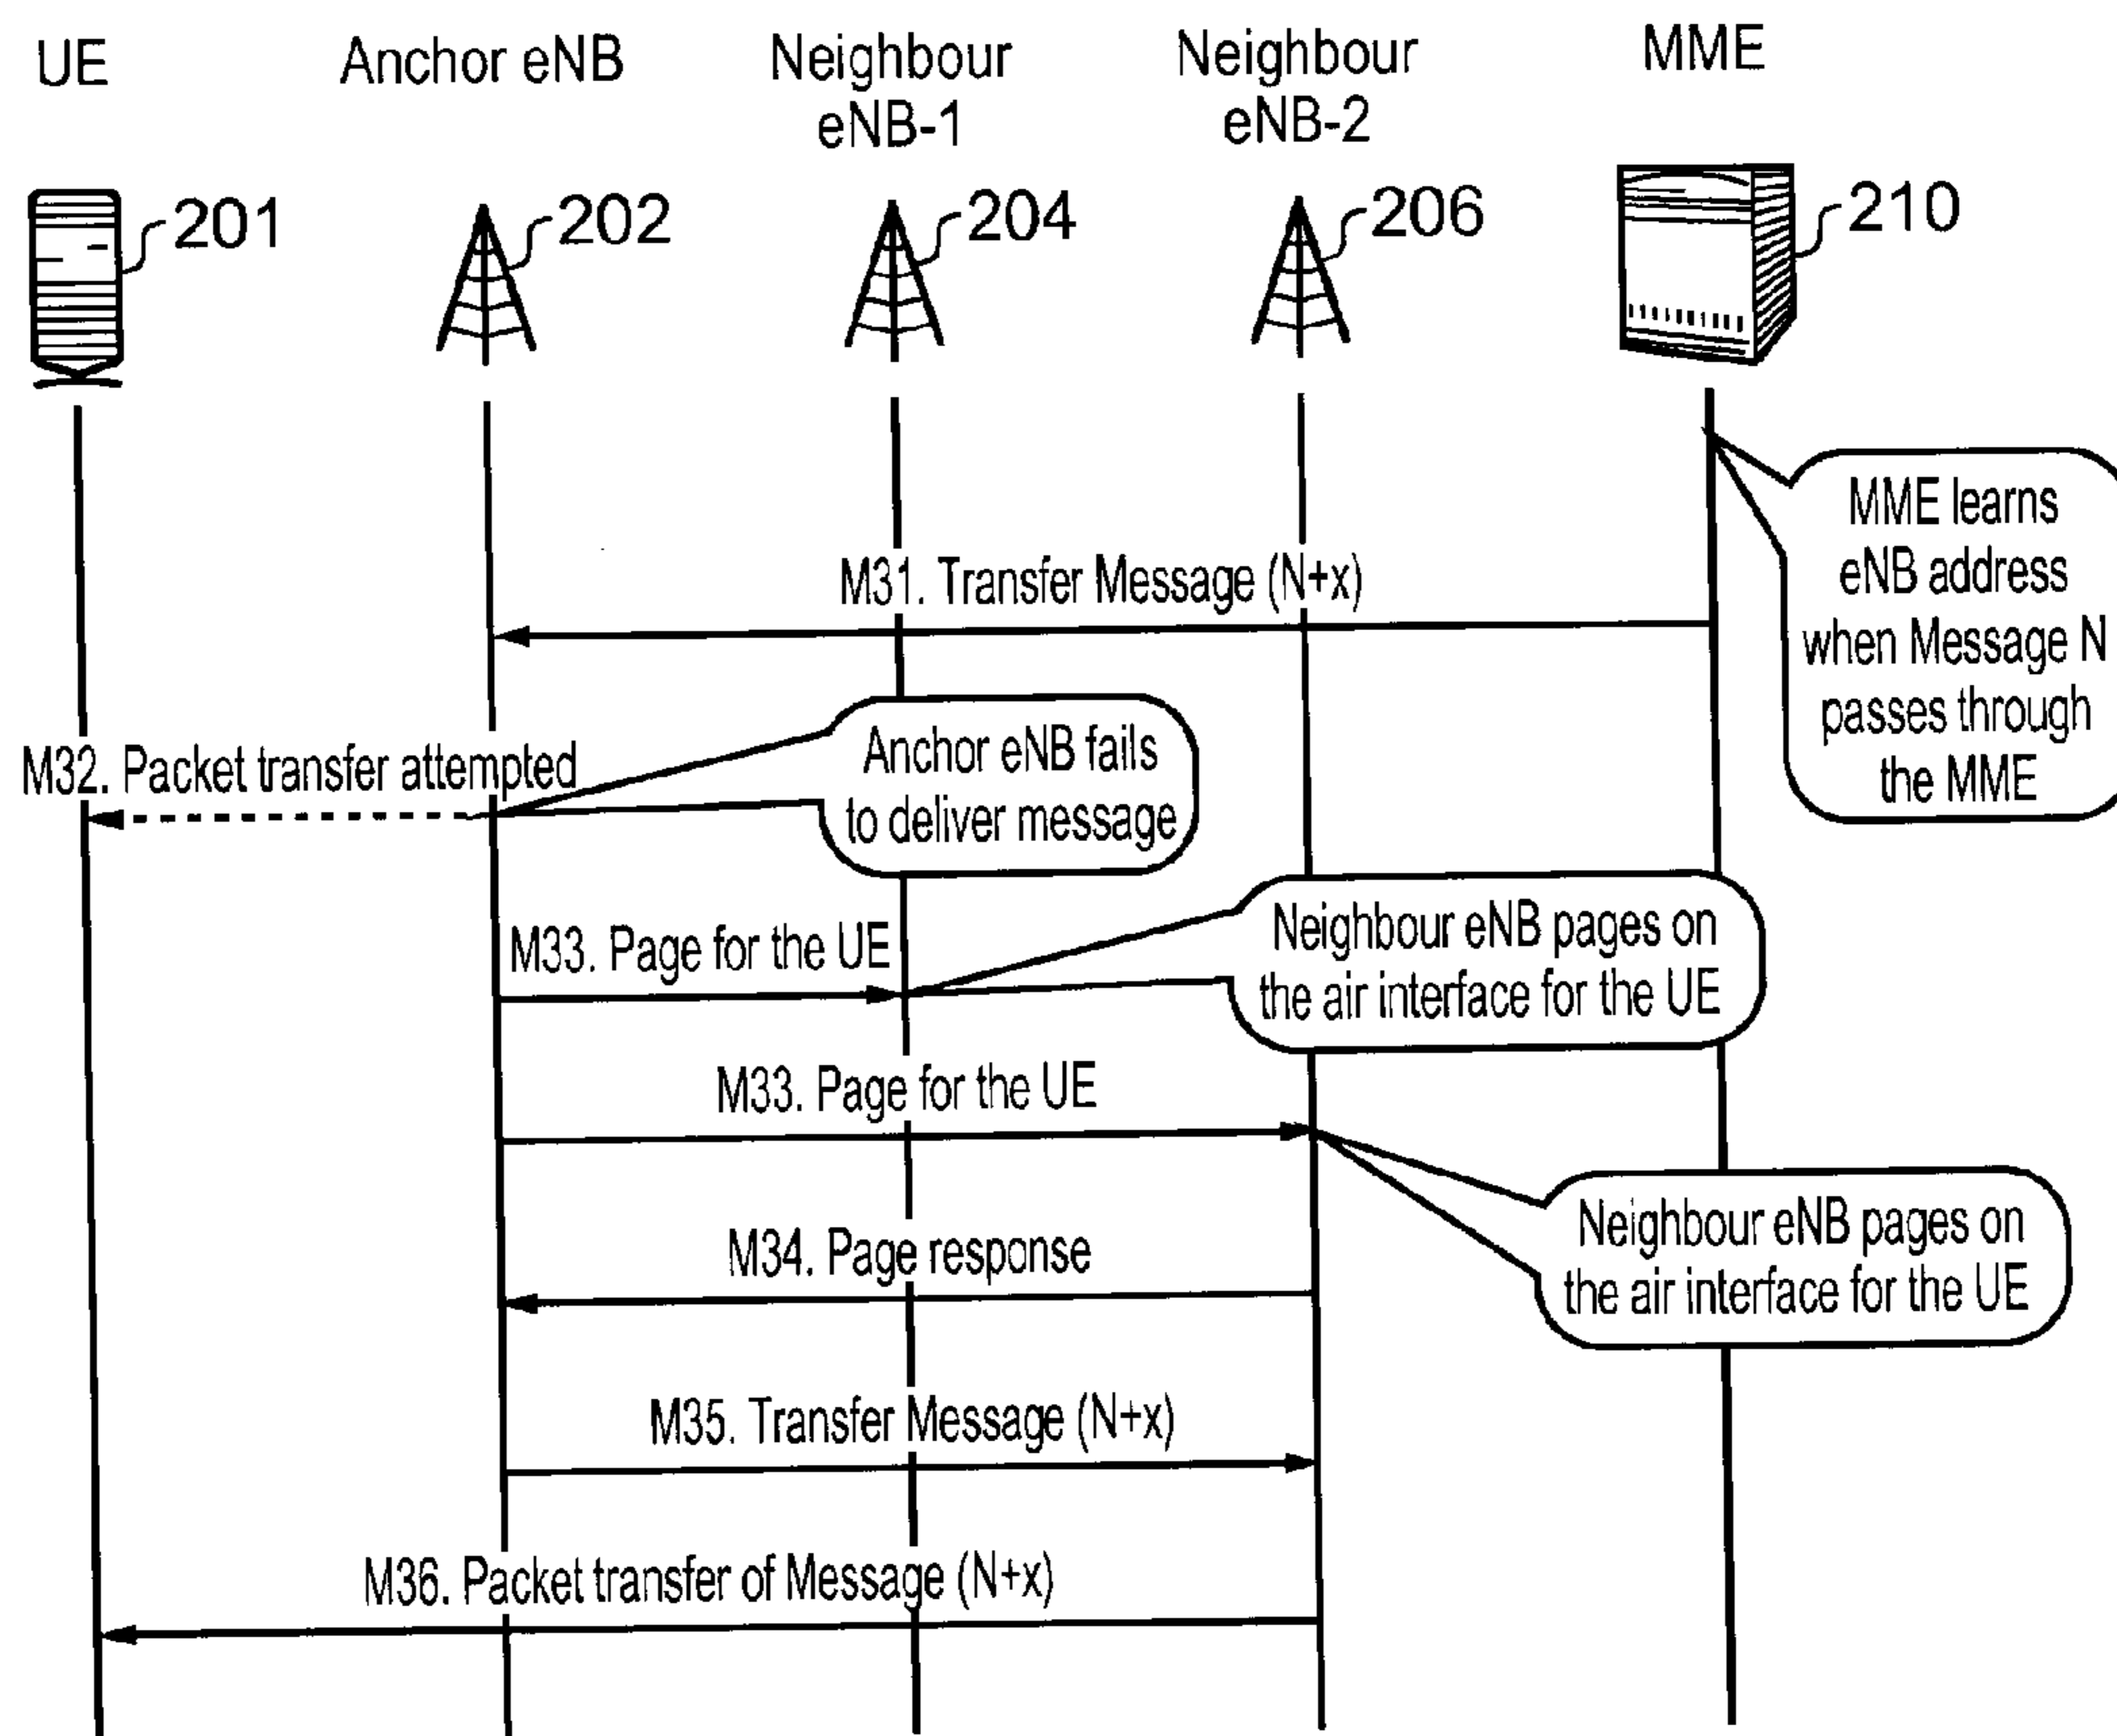 UE
Anchor eNB
Neighbour
eNB-1
Neighbour
eNB-2
MME
201
202
204
206
210
MME learns
eNB address
when Message N
passes through
the MME
M31. Transfer Message (N+x)
Anchor eNB fails
to deliver message
M32. Packet transfer attempted
Neighbour eNB pages on
the air interface for the UE
M33. Page for the UE
M33. Page for the UE
Neighbour eNB pages on
the air interface for the UE
M34. Page response
M35. Transfer Message (N+x)
M36. Packet transfer of Message (N+x)